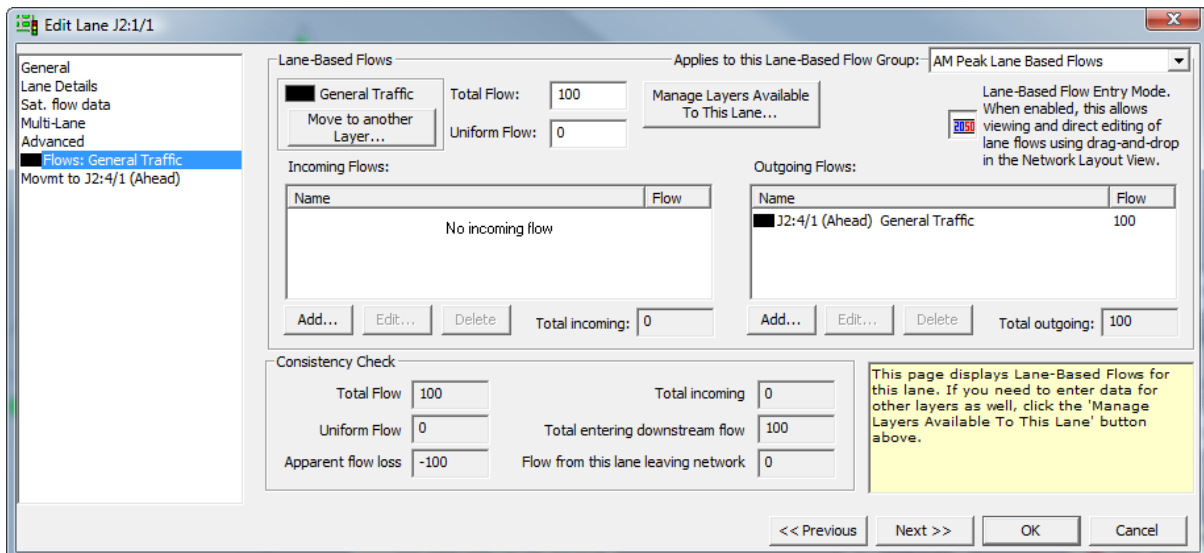 Edit Lane J2:1/1
General
Lane Details
Sat. flow data
Multi-Lane
Advanced
Flows: General Traffic
Movmt to J2:4/1 (Ahead)
Lane-Based Flows
Applies to this Lane-Based Flow Group:
AM Peak Lane Based Flows
General Traffic
Move to another
Layer...
Total Flow:
100
Uniform Flow:
0
Manage Layers Available
To This Lane...
2050
Lane-Based Flow Entry Mode.
When enabled, this allows
viewing and direct editing of
lane flows using drag-and-drop
in the Network Layout View.
Incoming Flows:
Name
Flow
No incoming flow
Add...
Edit...
Delete
Total incoming:
0
Outgoing Flows:
Name
Flow
J2:4/1 (Ahead) General Traffic
100
Add...
Edit...
Delete
Total outgoing:
100
Consistency Check
Total Flow
100
Total incoming
0
Uniform Flow
0
Total entering downstream flow
100
Apparent flow loss
-100
Flow from this lane leaving network
0
This page displays Lane-Based Flows for
this lane. If you need to enter data for
other layers as well, click the 'Manage
Layers Available To This Lane' button
above.
<< Previous
Next >>
OK
Cancel